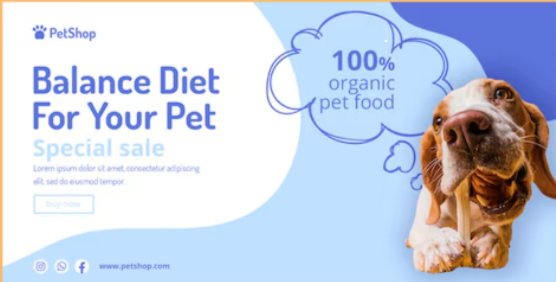 PetShop
Balance Diet
For Your Pet
Special sale
Lorem ipsum dolor sit amet, consectetur adipiscing
elit, sed do eiusmod tempor.
buy now
100%
organic
pet food
www.petshop.com